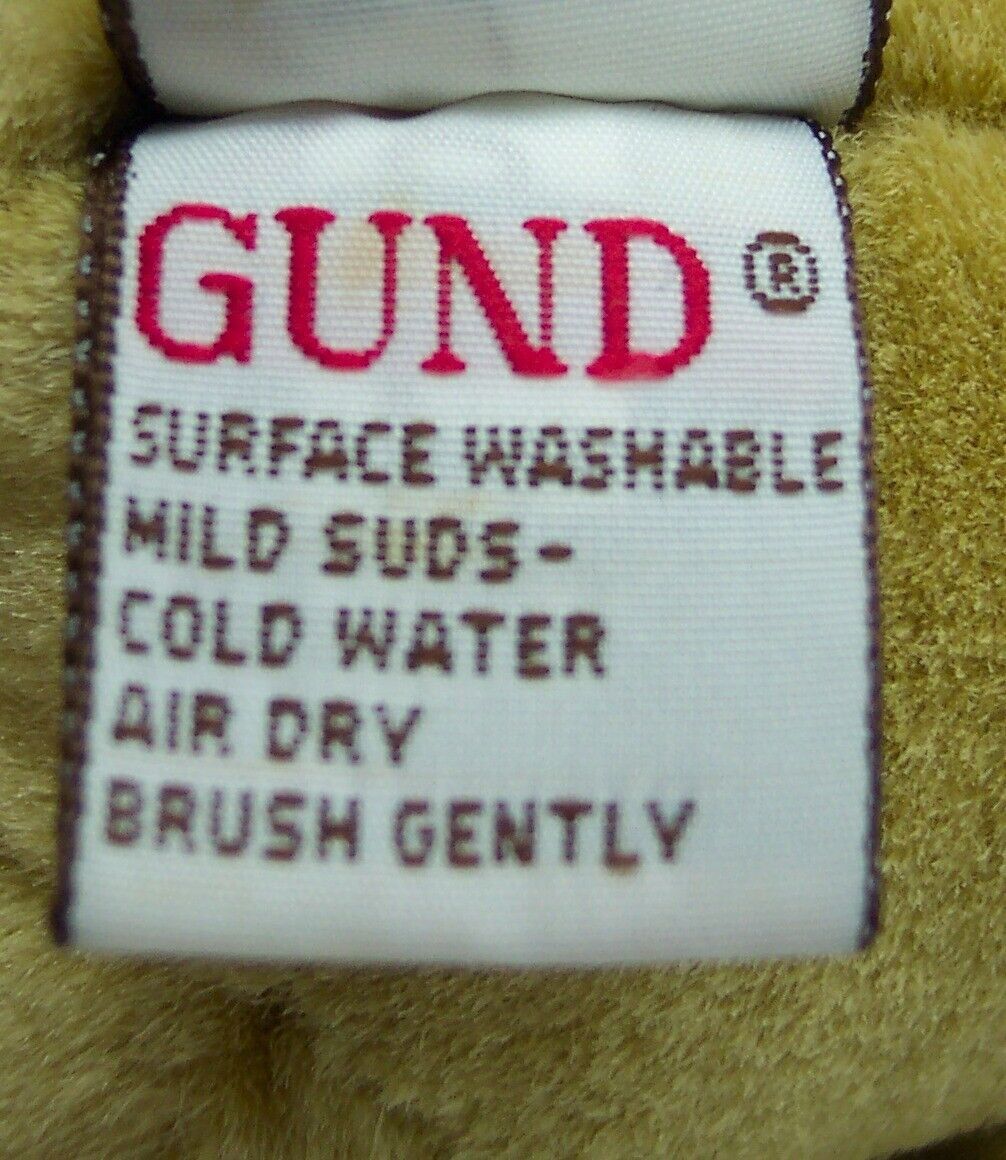 GUND®
SURFACE WASHABLE
MILD SUDS-
COLD WATER
AIR DRY
BRUSH GENTLY